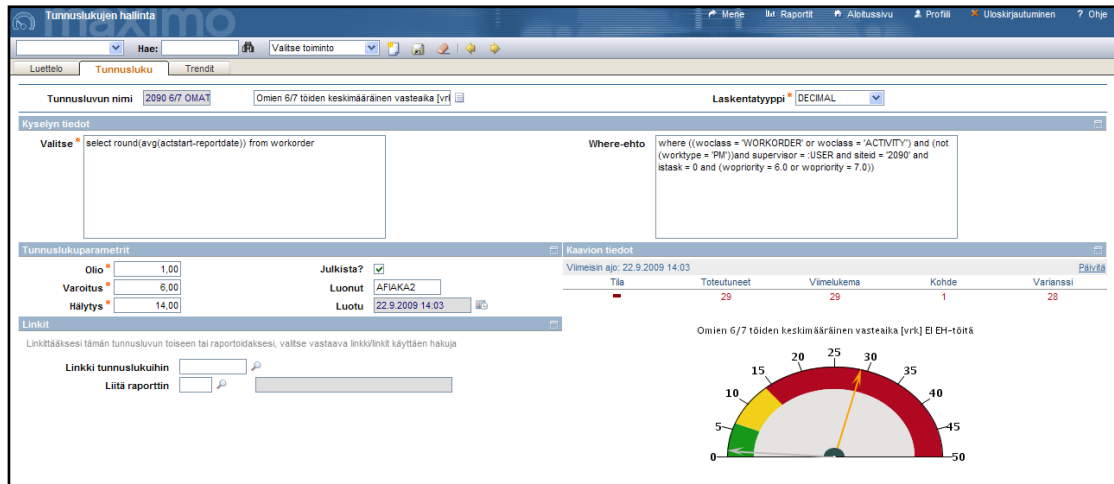 Tunnuslukujen hallinta
maximo
Mene Raportit Aloitussivu Profiili Uloskirjautuminen ? Ohje
Hae: Valitse toiminto
Luettelo Tunnusluku Trendit
Tunnusluvun nimi 2090 6/7 OMAT Omien 6/7 töiden keskimääräinen vasteaika [vrk Laskentatyyppi * DECIMAL
Kyselyn tiedot
Valitse * select round(avg(actstart-reportdate)) from workorder
Where-ehto where ((woclass = 'WORKORDER' or woclass = 'ACTIVITY') and (not
(worktype = 'PM'))and supervisor = :USER and siteid = '2090' and
istask = 0 and (wopriority = 6.0 or wopriority = 7.0))
Tunnuslukuparametrit
Olio * 1,00 Julkista?
Varoitus * 6,00 Luonut AFIAKA2
Hälytys * 14,00 Luotu 22.9.2009 14:03
Linkit
Linkittääksesi tämän tunnusluvun toiseen tai raportoidaksesi, valitse vastaava linkki/linkit käyttäen hakuja
Linkki tunnuslukuihin
Liitä raporttin
Kaavion tiedot
Viimeisin ajo: 22.9.2009 14:03 Päivitä
Tila Toteutuneet Viimelukema Kohde Varianssi
29 29 1 28
Omien 6/7 töiden keskimääräinen vasteaika [vrk] EI EH-töitä
0 5 10 15 20 25 30 35 40 45 50